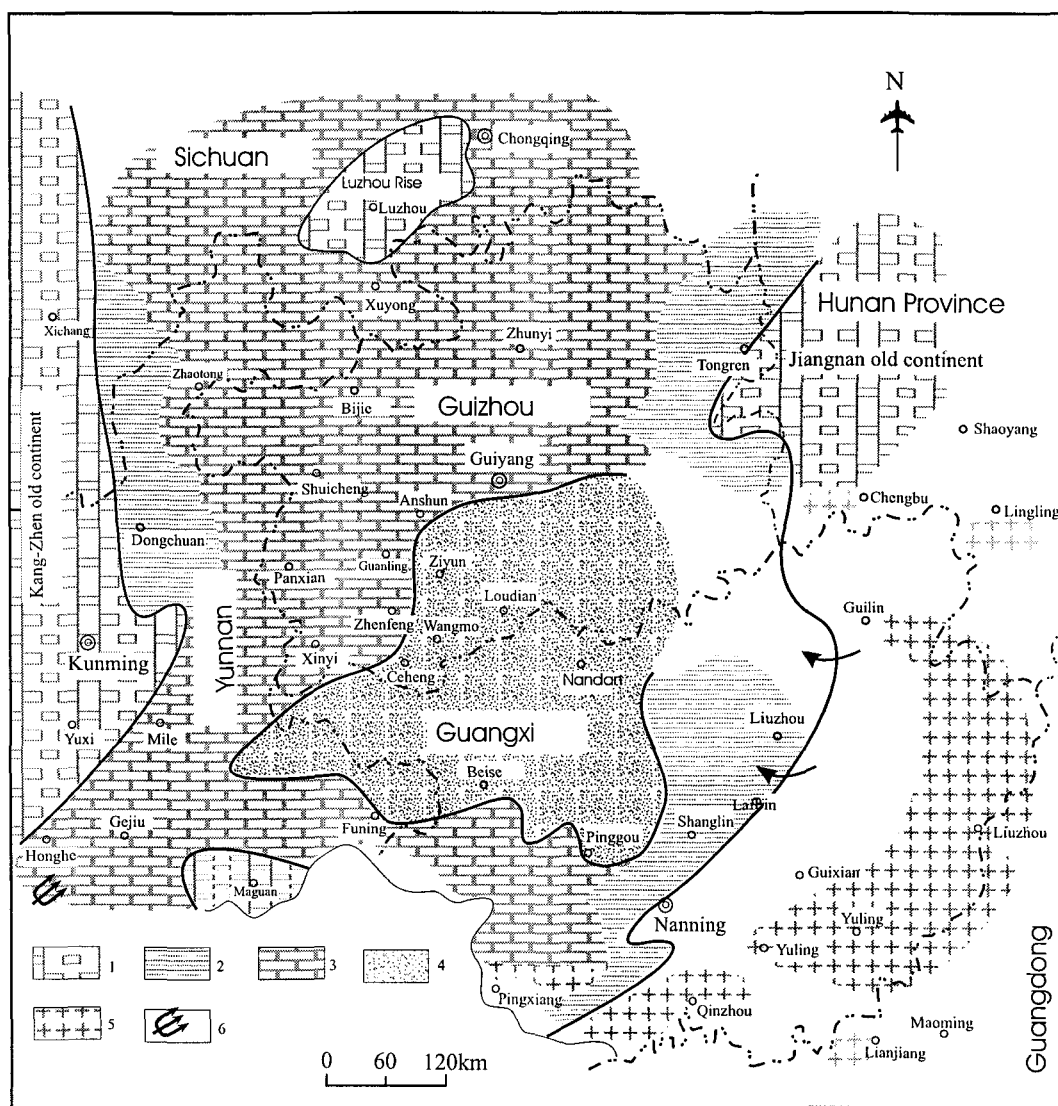 N
Sichuan
Chongqing
Luzhou Rise
Luzhou
Xuyong
Hunan Province
Xichang
Zhunyi
Tongren
Jiangnan old continent
Zhaotong
Bijie
Guizhou
Shaoyang
Kang-Zhen old continent
Guiyang
Shuicheng
Chengbu
Anshun
Lingling
Dongchuan
Guanling
Ziyun
Panxian
Loudian
Zhenfeng
Wangmo
Guilin
Yunnan
Kunming
Xinyi
Ceheng
Nandan
Yuxi
Mile
Guangxi
Liuzhou
Beise
Laibin
Gejiu
Funing
Shanglin
Liuzhou
Honghe
Pinggou
Maguan
Guixian
Nanning
Yuling
Yuling
1
2
3
4
Pingxiang
Qinzhou
5
6
Maoming
Lianjiang
Guangdong
0 60 120km